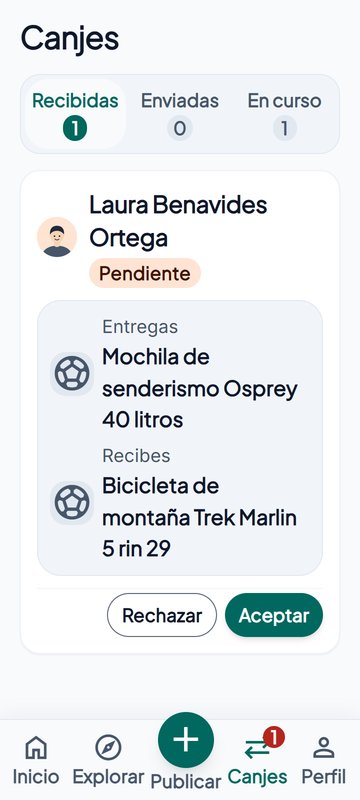 Canjes
Recibidas
1
Enviadas
0
En curso
1
Laura Benavides
Ortega
Pendiente
Entregas
Mochila de
senderismo Osprey
40 litros
Recibes
Bicicleta de
montaña Trek Marlin
5 rin 29
Rechazar
Aceptar
Inicio
Explorar
Publicar
1
Canjes
Perfil